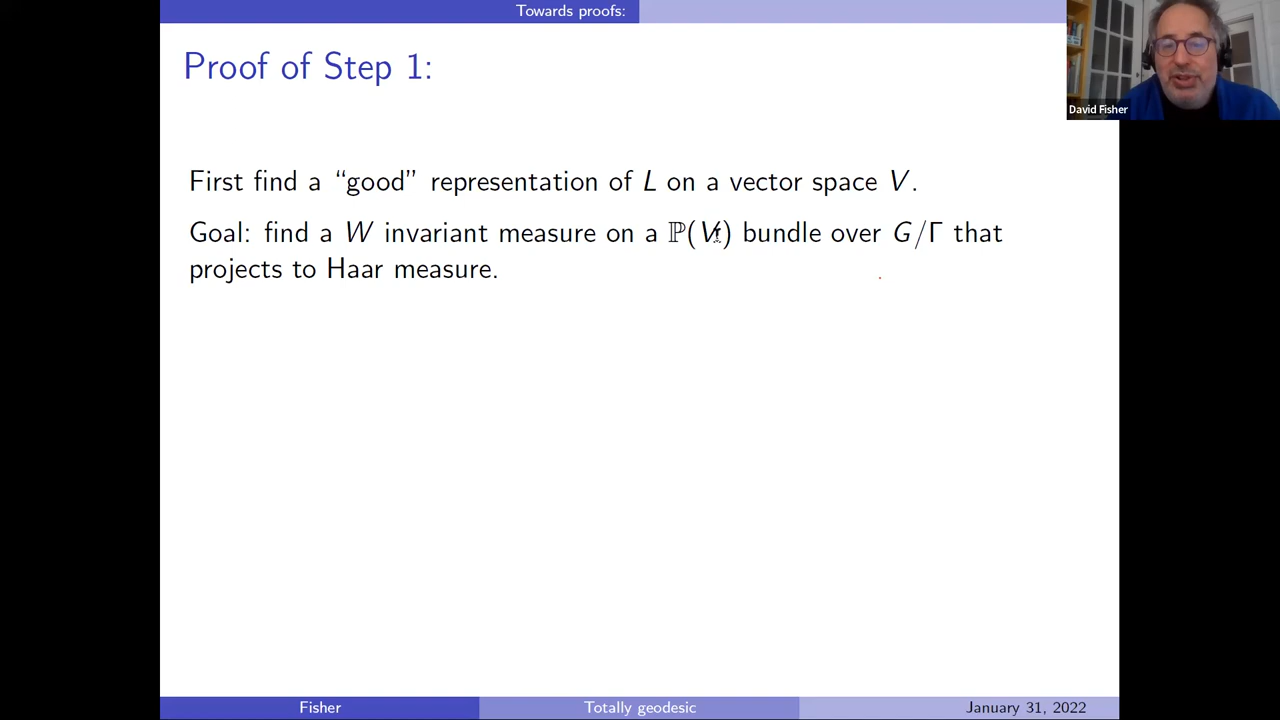 Towards proofs:
Proof of Step 1:
David Fisher
First find a “good” representation of L on a vector space V.
Goal: find a W invariant measure on a ℙ(V) bundle over G/Γ that
projects to Haar measure.
Fisher
Totally geodesic
January 31, 2022